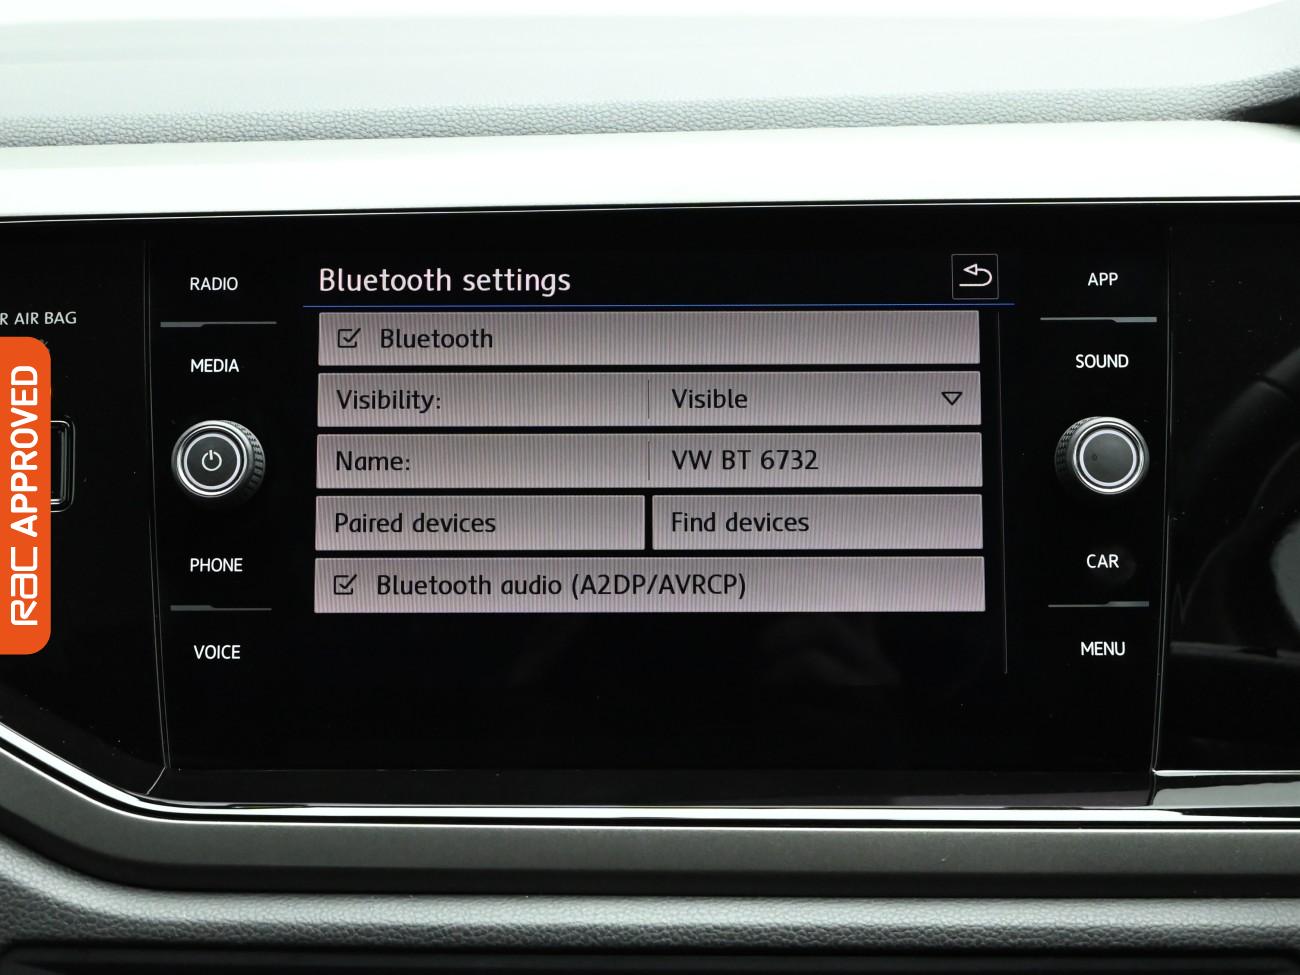 RADIO
MEDIA
PHONE
VOICE
R AIR BAG
Bluetooth settings
Bluetooth
Visibility: Visible
Name: VW BT 6732
Paired devices Find devices
Bluetooth audio (A2DP/AVRCP)
APP
SOUND
CAR
MENU
RAC APPROVED